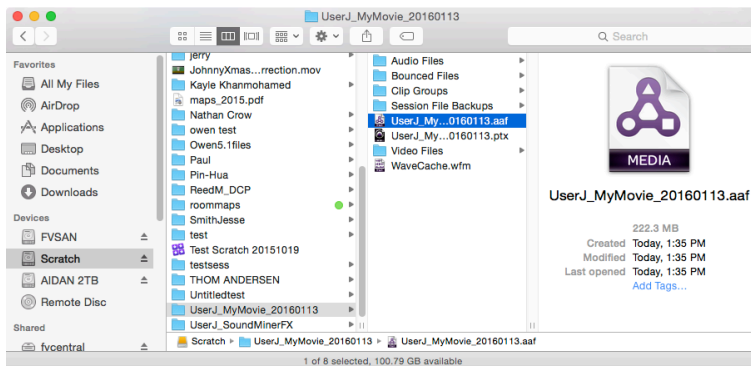 UserJ_MyMovie_20160113
Search
Favorites
All My Files
AirDrop
Applications
Desktop
Documents
Downloads
Devices
FVSAN
Scratch
AIDAN 2TB
Remote Disc
Shared
fvcentral
jerry
JohnnyXmas...rrection.mov
Kayle Khanmohamed
maps_2015.pdf
Nathan Crow
owen test
Owen5.1files
Paul
Pin-Hua
ReedM_DCP
roommaps
SmithJesse
test
Test Scratch 20151019
testsess
THOM ANDERSEN
Untitledtest
UserJ_MyMovie_20160113
UserJ_SoundMinerFX
Audio Files
Bounced Files
Clip Groups
Session File Backups
UserJ_My...0160113.aaf
UserJ_My...0160113.ptx
Video Files
WaveCache.wfm
MEDIA
UserJ_MyMovie_20160113.aaf
222.3 MB
Created Today, 1:35 PM
Modified Today, 1:35 PM
Last opened Today, 1:35 PM
Add Tags...
Scratch UserJ_MyMovie_20160113 UserJ_MyMovie_20160113.aaf
1 of 8 selected, 100.79 GB available